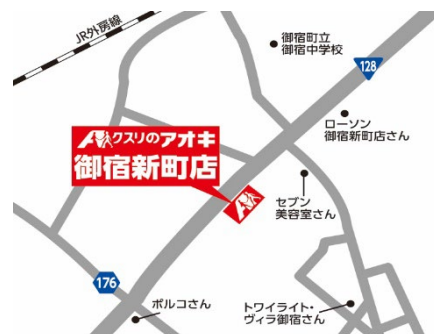 JR外房線
御宿町立
御宿中学校
128
ローソン
御宿新町店さん
クスリのアオキ
御宿新町店
セブン
美容室さん
176
ポルコさん
トワイライト・
ヴィラ御宿さん